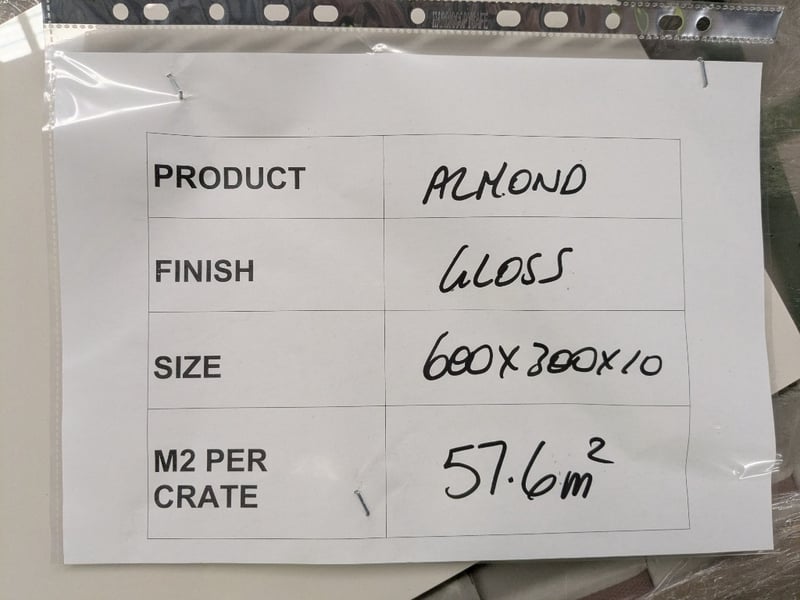 PRODUCT ALMOND
FINISH GLOSS
SIZE 600X300X10
M2 PER
CRATE 57.6m²